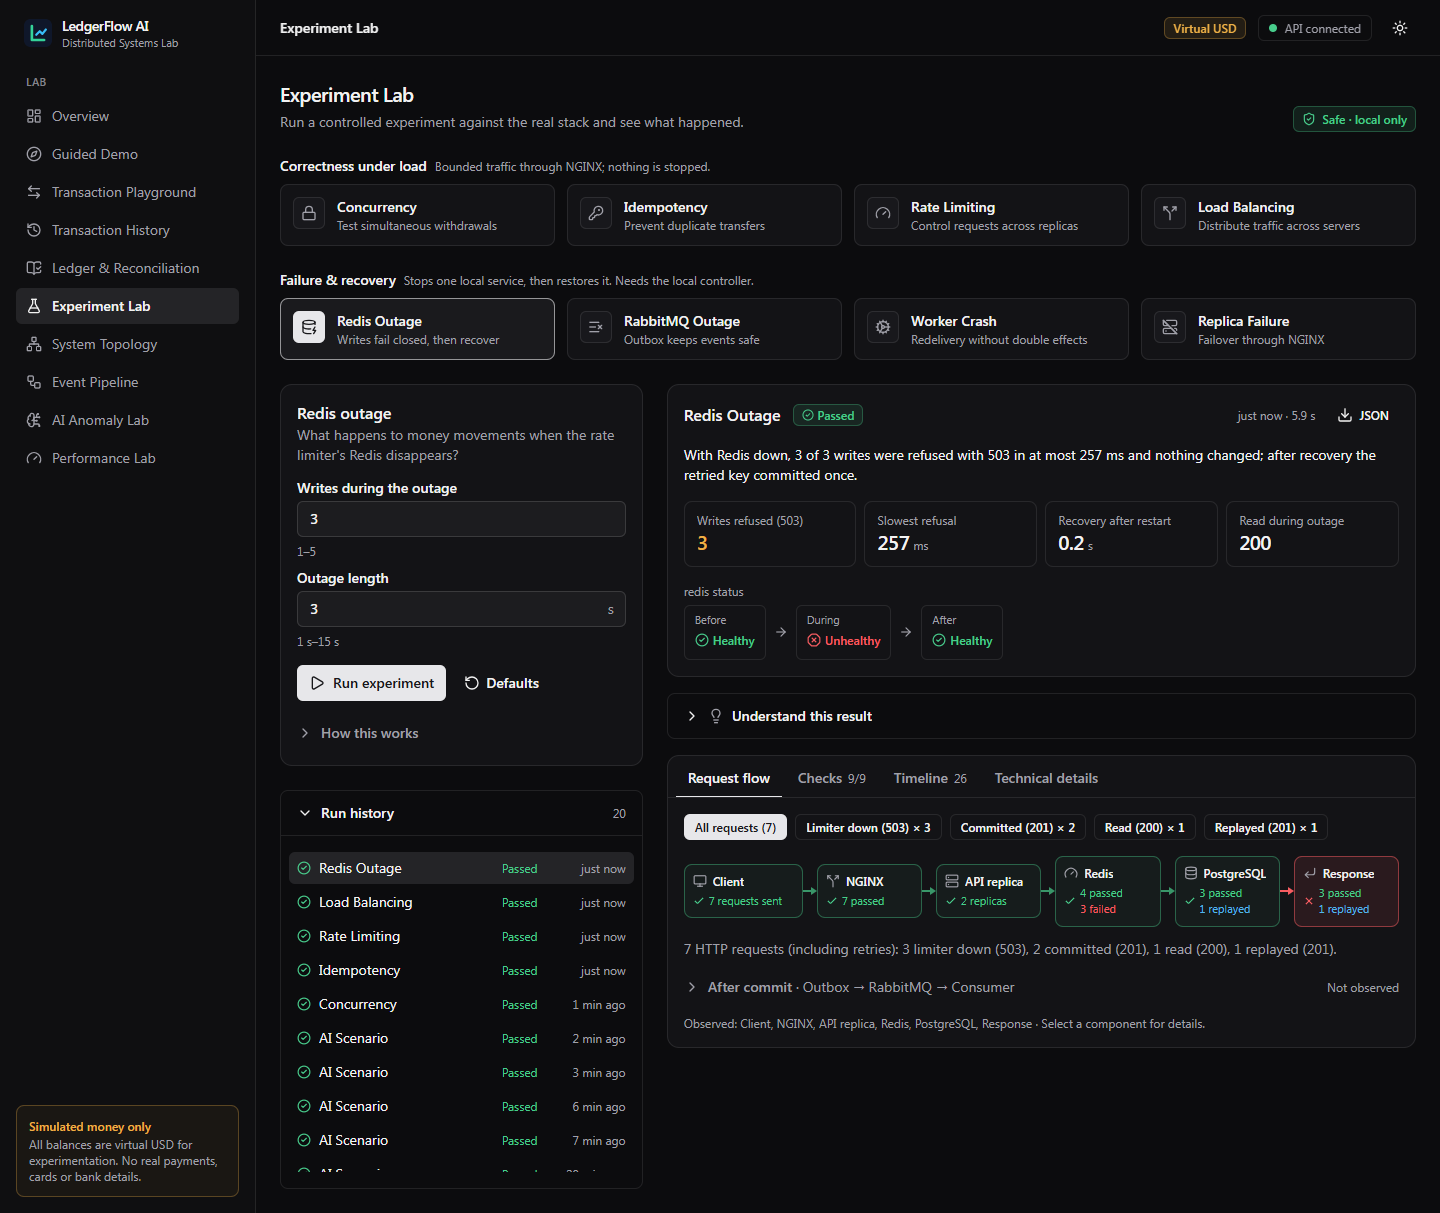 LedgerFlow AI
Distributed Systems Lab
LAB
Overview
Guided Demo
Transaction Playground
Transaction History
Ledger & Reconciliation
Experiment Lab
System Topology
Event Pipeline
AI Anomaly Lab
Performance Lab
Simulated money only
All balances are virtual USD for
experimentation. No real payments,
cards or bank details.
Experiment Lab
Virtual USD
API connected
Experiment Lab
Run a controlled experiment against the real stack and see what happened.
Safe · local only
Correctness under load Bounded traffic through NGINX; nothing is stopped.
Concurrency
Test simultaneous withdrawals
Idempotency
Prevent duplicate transfers
Rate Limiting
Control requests across replicas
Load Balancing
Distribute traffic across servers
Failure & recovery Stops one local service, then restores it. Needs the local controller.
Redis Outage
Writes fail closed, then recover
RabbitMQ Outage
Outbox keeps events safe
Worker Crash
Redelivery without double effects
Replica Failure
Failover through NGINX
Redis outage
What happens to money movements when the rate
limiter's Redis disappears?
Writes during the outage
3
1–5
Outage length
3 s
1 s–15 s
Run experiment
Defaults
How this works
Run history 20
Redis Outage Passed just now
Load Balancing Passed just now
Rate Limiting Passed just now
Idempotency Passed just now
Concurrency Passed 1 min ago
AI Scenario Passed 2 min ago
AI Scenario Passed 3 min ago
AI Scenario Passed 6 min ago
AI Scenario Passed 7 min ago
Redis Outage Passed just now · 5.9 s JSON
With Redis down, 3 of 3 writes were refused with 503 in at most 257 ms and nothing changed; after recovery the
retried key committed once.
Writes refused (503)
3
Slowest refusal
257 ms
Recovery after restart
0.2 s
Read during outage
200
redis status
Before
Healthy
During
Unhealthy
After
Healthy
Understand this result
Request flow Checks 9/9 Timeline 26 Technical details
All requests (7) Limiter down (503) × 3 Committed (201) × 2 Read (200) × 1 Replayed (201) × 1
Client
7 requests sent
NGINX
7 passed
API replica
2 replicas
Redis
4 passed
3 failed
PostgreSQL
3 passed
1 replayed
Response
3 passed
1 replayed
7 HTTP requests (including retries): 3 limiter down (503), 2 committed (201), 1 read (200), 1 replayed (201).
After commit · Outbox → RabbitMQ → Consumer Not observed
Observed: Client, NGINX, API replica, Redis, PostgreSQL, Response · Select a component for details.